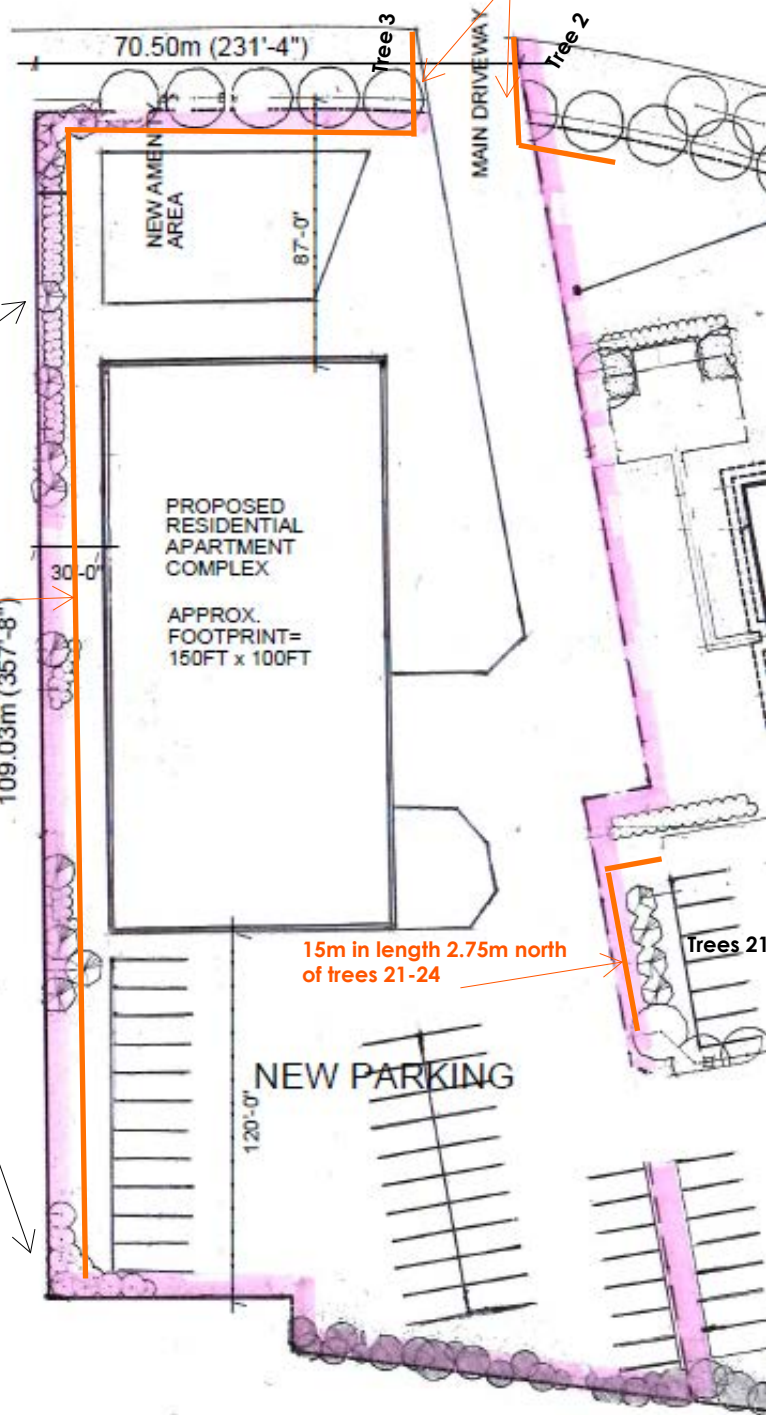 70.50m (231'-4")
Tree 3
MAIN DRIVEWAY
Tree 2
NEW AMENI
AREA
87'-0"
PROPOSED
RESIDENTIAL
APARTMENT
COMPLEX
30'-0"
109.03m (357'-8")
APPROX.
FOOTPRINT=
150FT x 100FT
15m in length 2.75m north
of trees 21-24
Trees 21
NEW PARKING
120'-0"